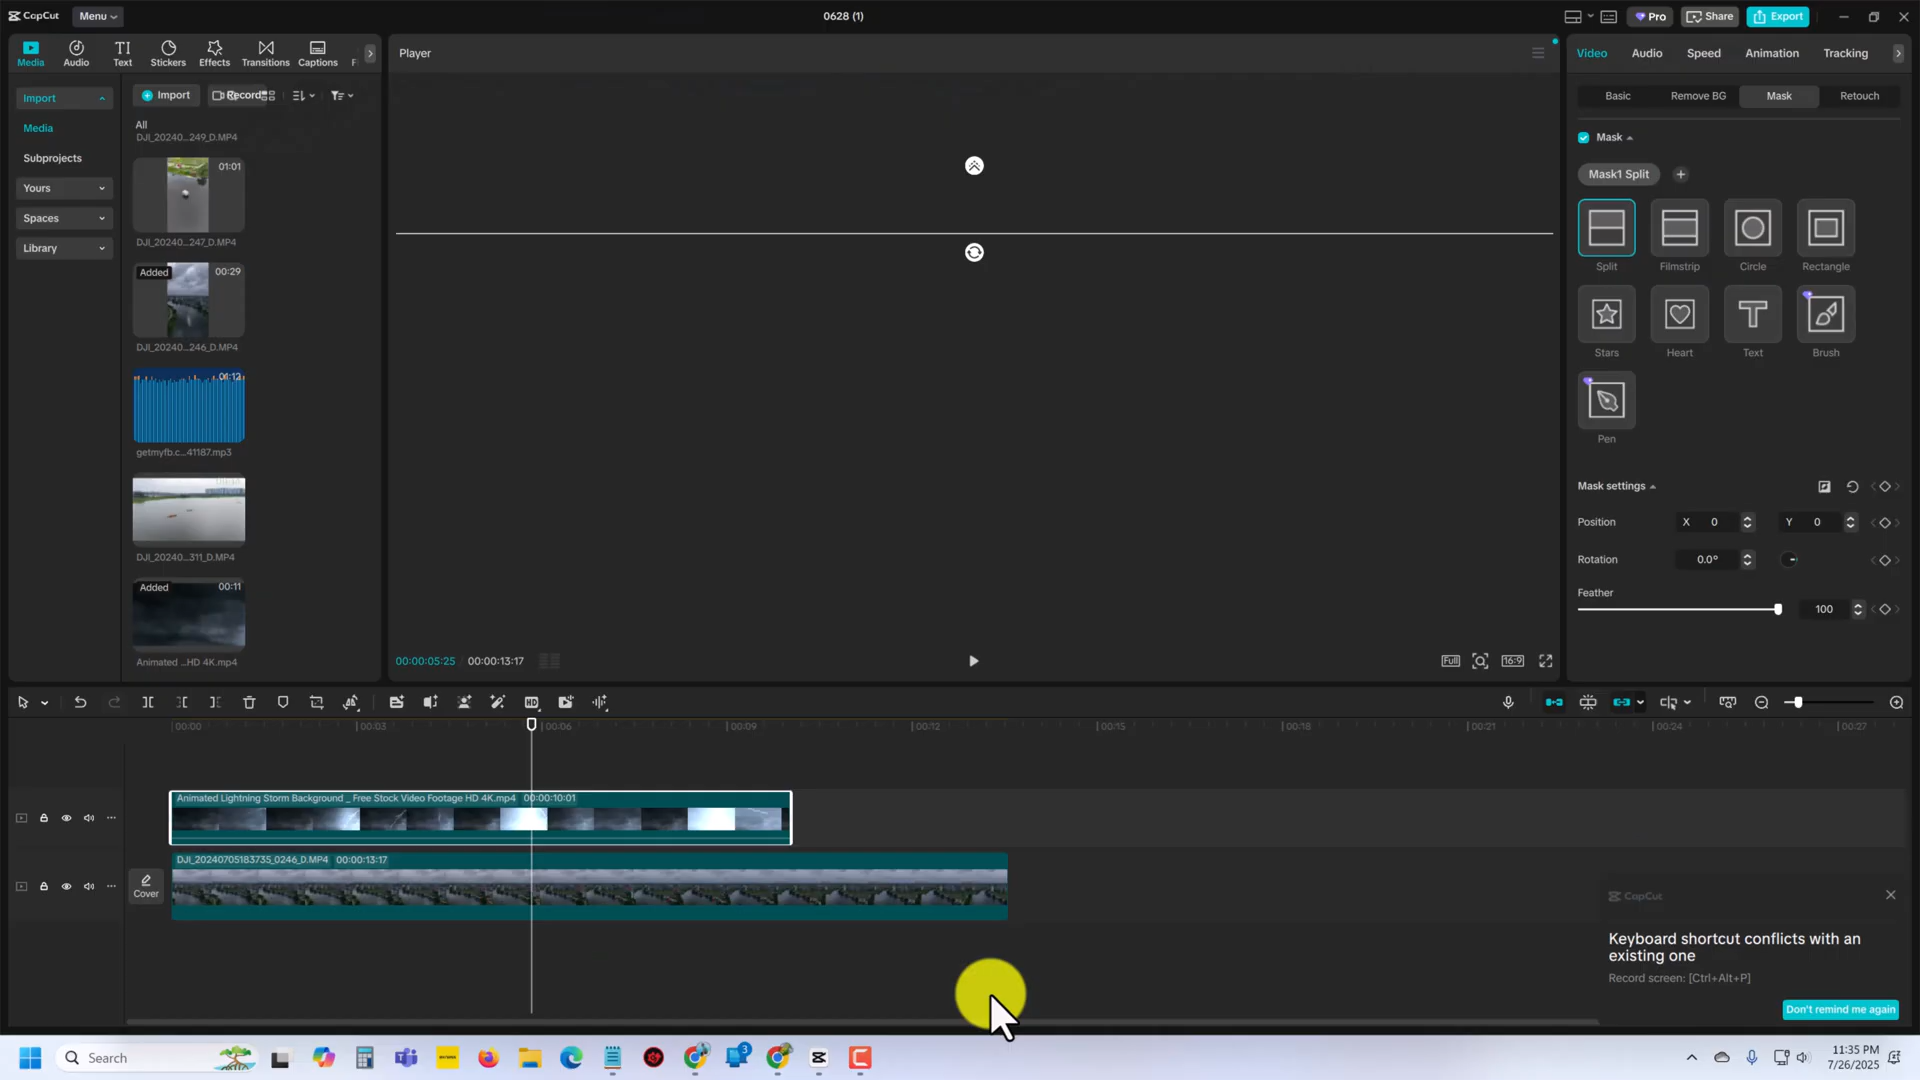 CapCut
Menu
0628 (1)
Pro
Share
Export
Media
Audio
Text
Stickers
Effects
Transitions
Captions
Player
Video
Audio
Speed
Animation
Tracking
Import
Import
Record
Basic
Remove BG
Mask
Retouch
Media
All
DJI_20240...249_D.MP4
Mask
Subprojects
01:01
Mask1 Split
Yours
Spaces
Library
DJI_20240...247_D.MP4
Split
Filmstrip
Circle
Rectangle
Added
00:29
DJI_20240...246_D.MP4
Stars
Heart
Text
Brush
getmyfb.c...41187.mp3
Pen
Mask settings
Position
X 0
Y 0
DJI_20240...311_D.MP4
Rotation
0.0°
Added
00:11
Feather
100
Animated ...HD 4K.mp4
00:00:05:25
00:00:13:17
Full
16:9
00:00
00:03
00:06
00:09
00:12
00:15
00:18
00:21
00:24
00:27
Animated Lightning Storm Background _ Free Stock Video Footage HD 4K.mp4 00:00:10:01
DJI_20240705183735_0246_D.MP4 00:00:13:17
Cover
CapCut
Keyboard shortcut conflicts with an
existing one
Record screen: [Ctrl+Alt+P]
Don't remind me again
Search
3
11:35 PM
7/26/2025